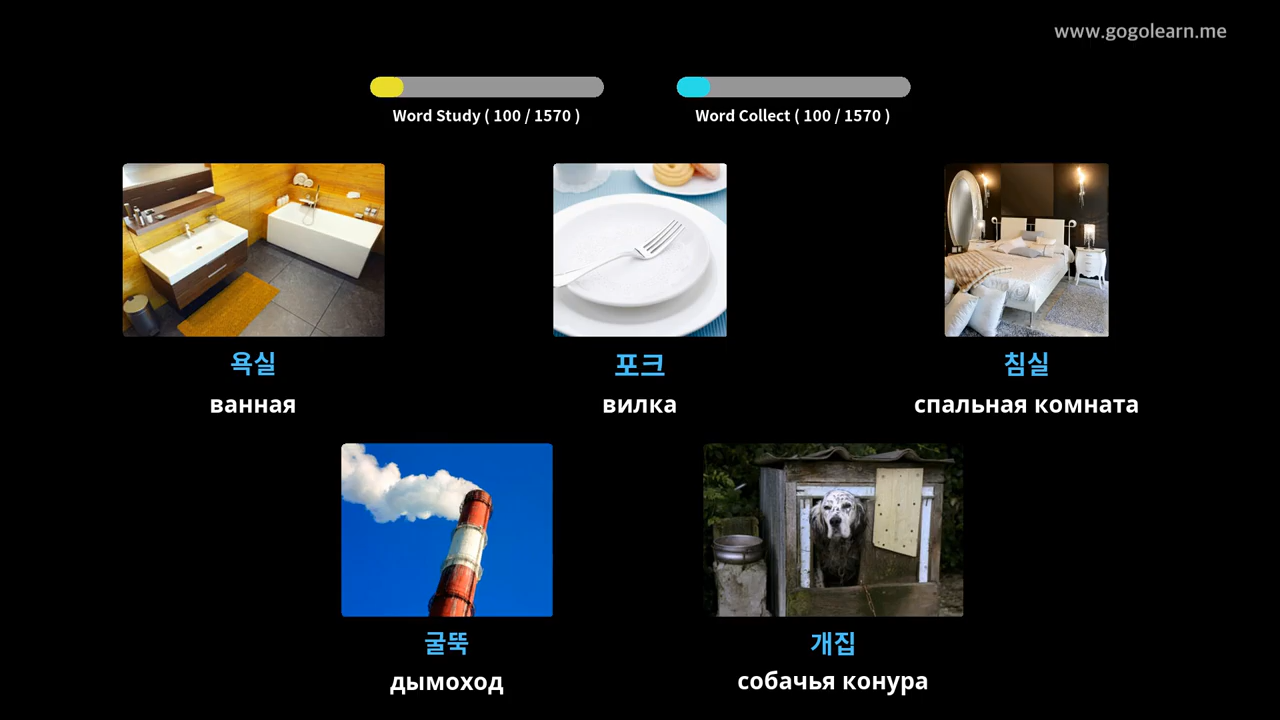 www.gogolearn.me
Word Study ( 100 / 1570 )
Word Collect ( 100 / 1570 )
욕실
ванная
포크
вилка
침실
спальная комната
굴뚝
дымоход
개집
собачья конура